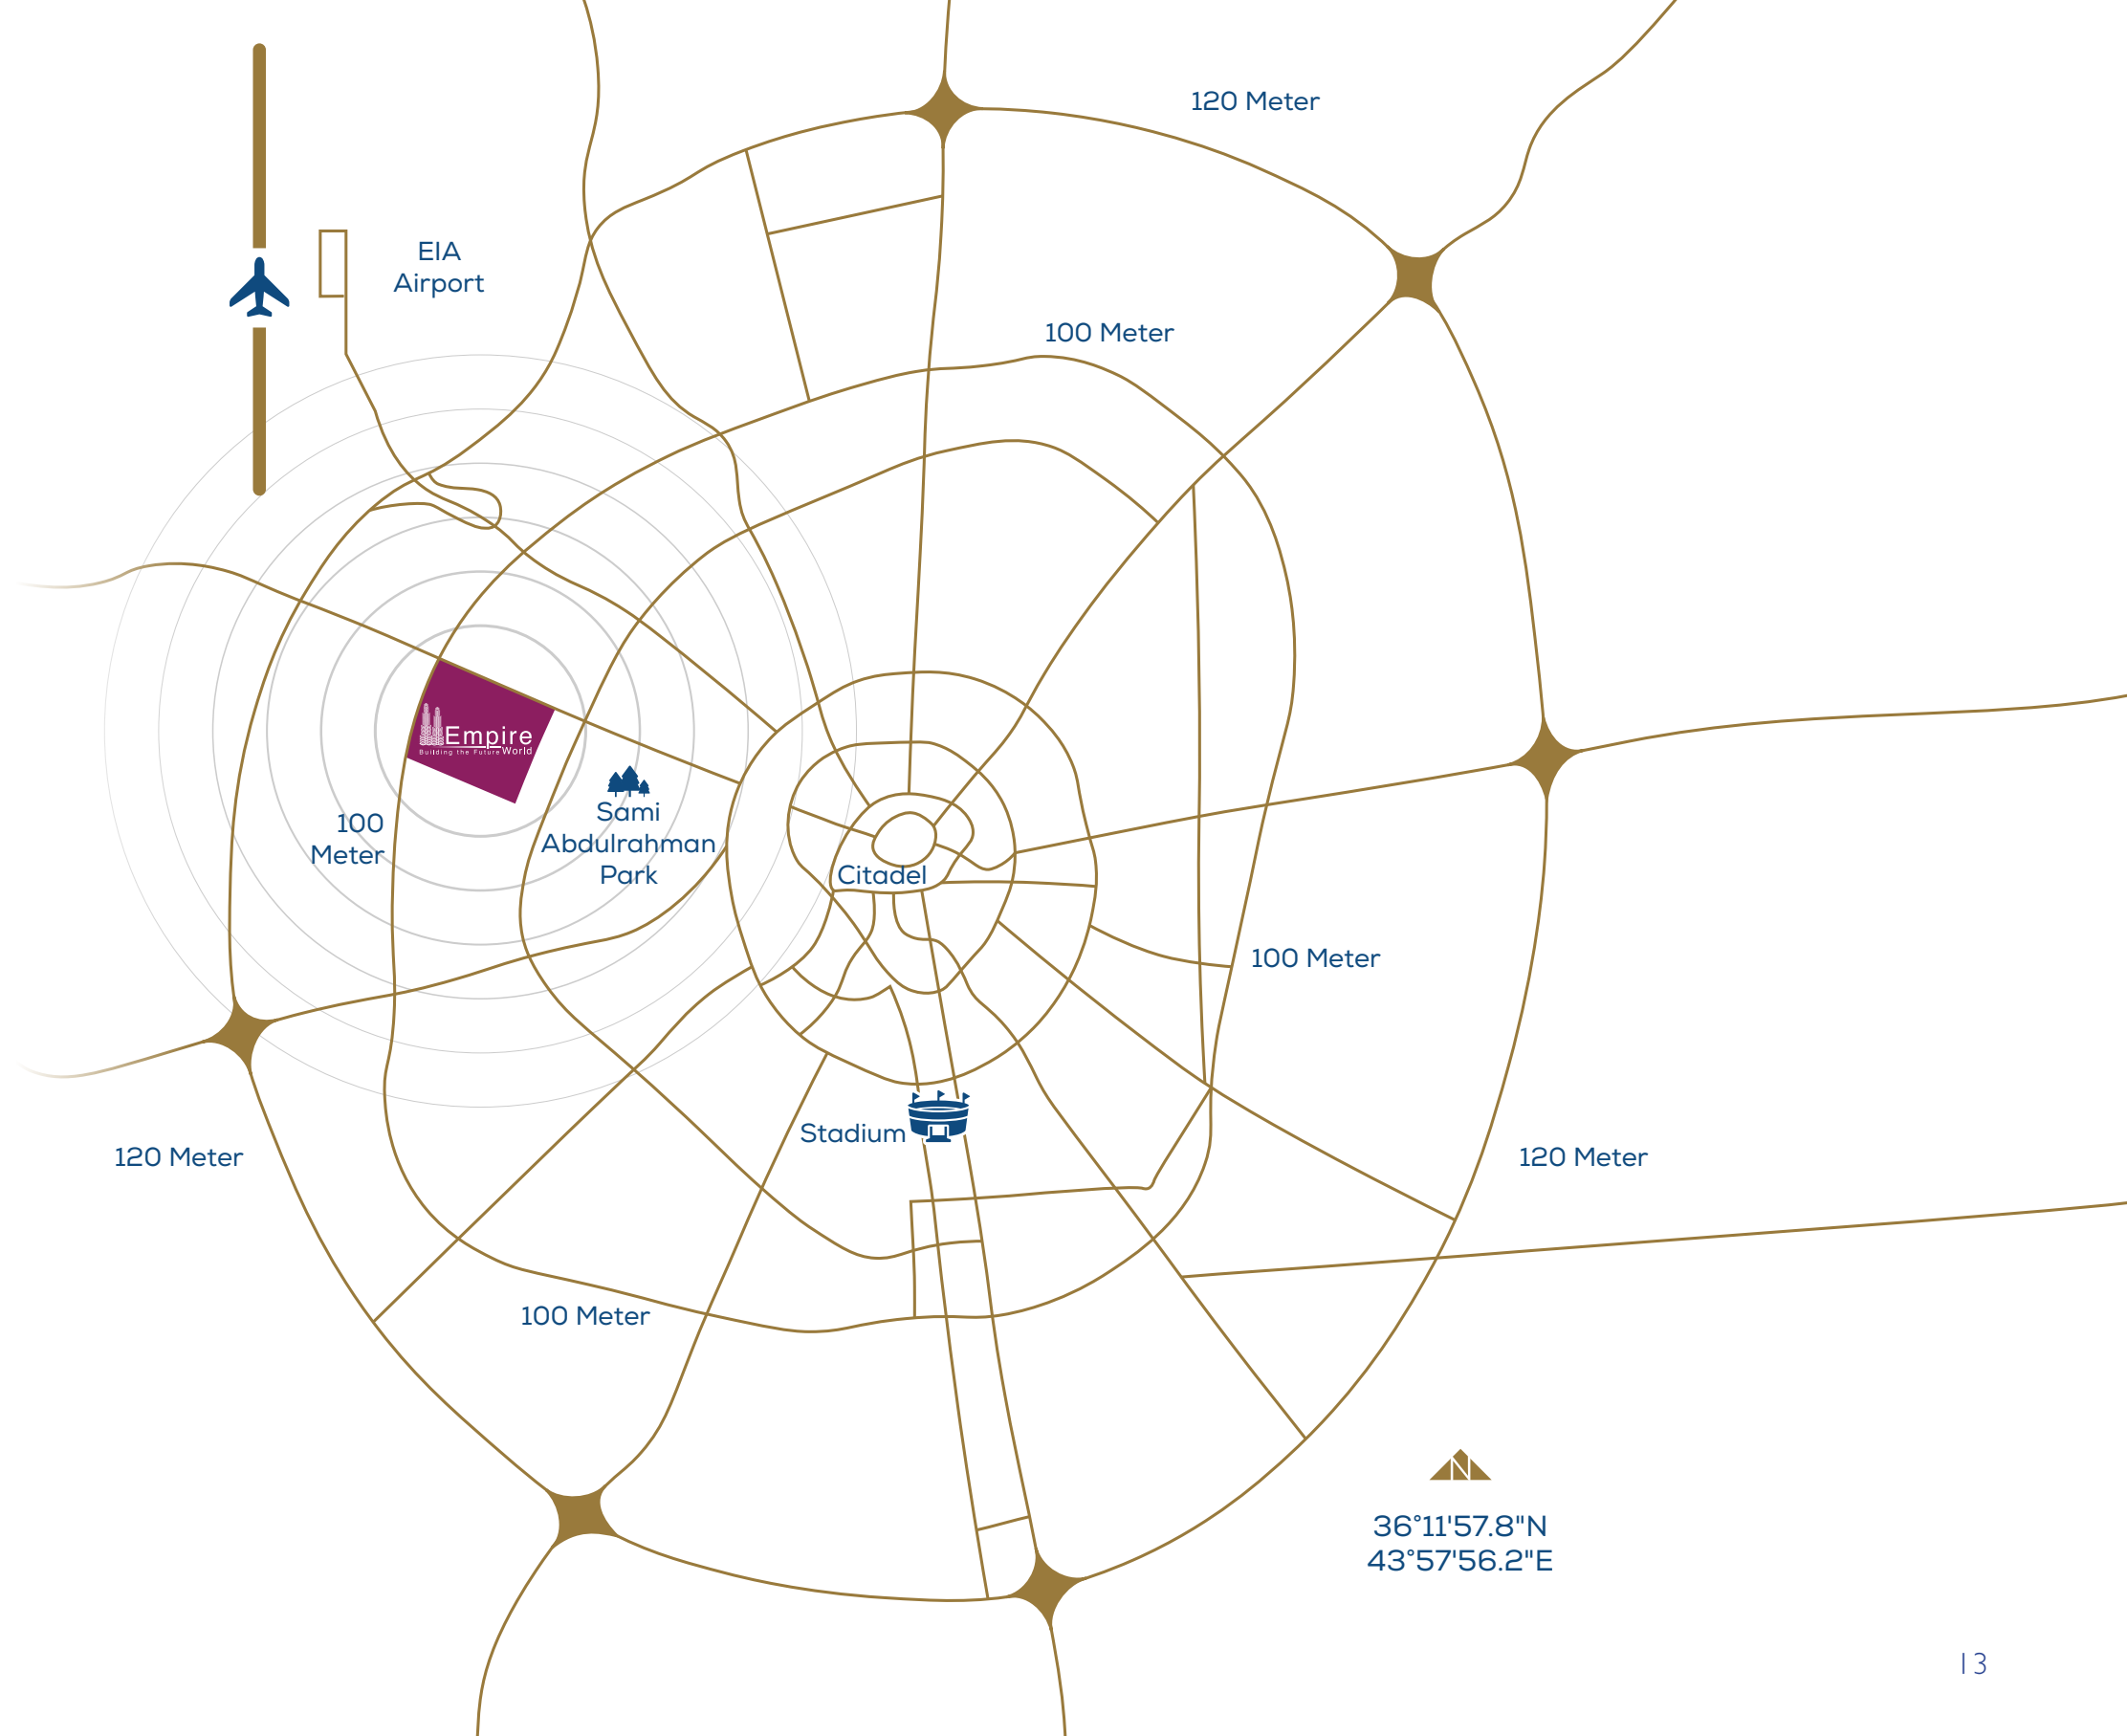 120 Meter
EIA
Airport
100 Meter
Empire
Building the Future World
100
Meter
Sami
Abdulrahman
Park
Citadel
100 Meter
Stadium
120 Meter
120 Meter
100 Meter
N
36°11'57.8"N
43°57'56.2"E
13